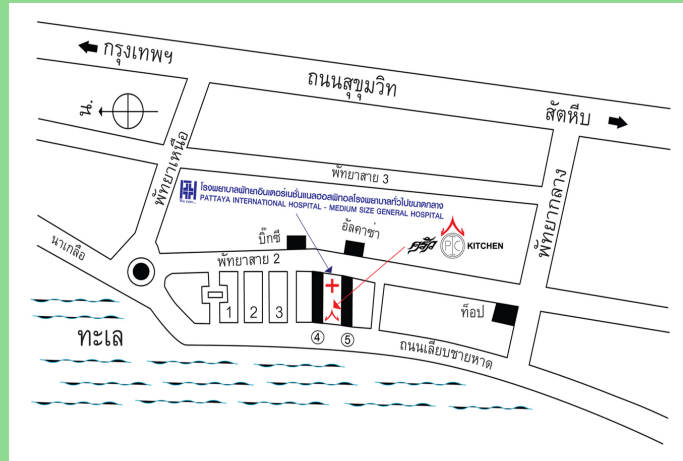 กรุงเทพฯ
ถนนสุขุมวิท
สัตหีบ
น.
พัทยาเหนือ
พัทยาสาย 3
พัทยากลาง
โรงพยาบาลพัทยาอินเตอร์เนชั่นแนลฮอสพิทอลโรงพยาบาลทั่วไปขนาดกลาง
PATTAYA INTERNATIONAL HOSPITAL - MEDIUM SIZE GENERAL HOSPITAL
บิ๊กซี
อัลคาซ่า
ครัว PIC KITCHEN
นาเกลือ
พัทยาสาย 2
1 2 3
ท็อป
ทะเล
4 5
ถนนเลียบชายหาด